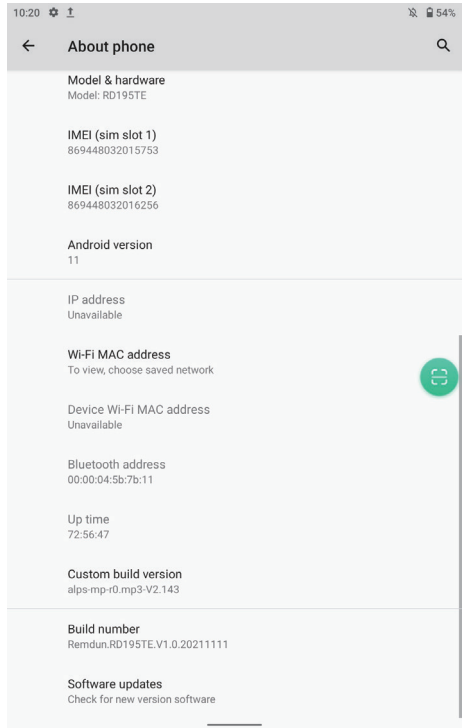 10:20
54%
About phone
Model & hardware
Model: RD195TE
IMEI (sim slot 1)
869448032015753
IMEI (sim slot 2)
869448032016256
Android version
11
IP address
Unavailable
Wi-Fi MAC address
To view, choose saved network
Device Wi-Fi MAC address
Unavailable
Bluetooth address
00:00:04:5b:7b:11
Up time
72:56:47
Custom build version
alps-mp-r0.mp3-V2.143
Build number
Remdun.RD195TE.V1.0.20211111
Software updates
Check for new version software